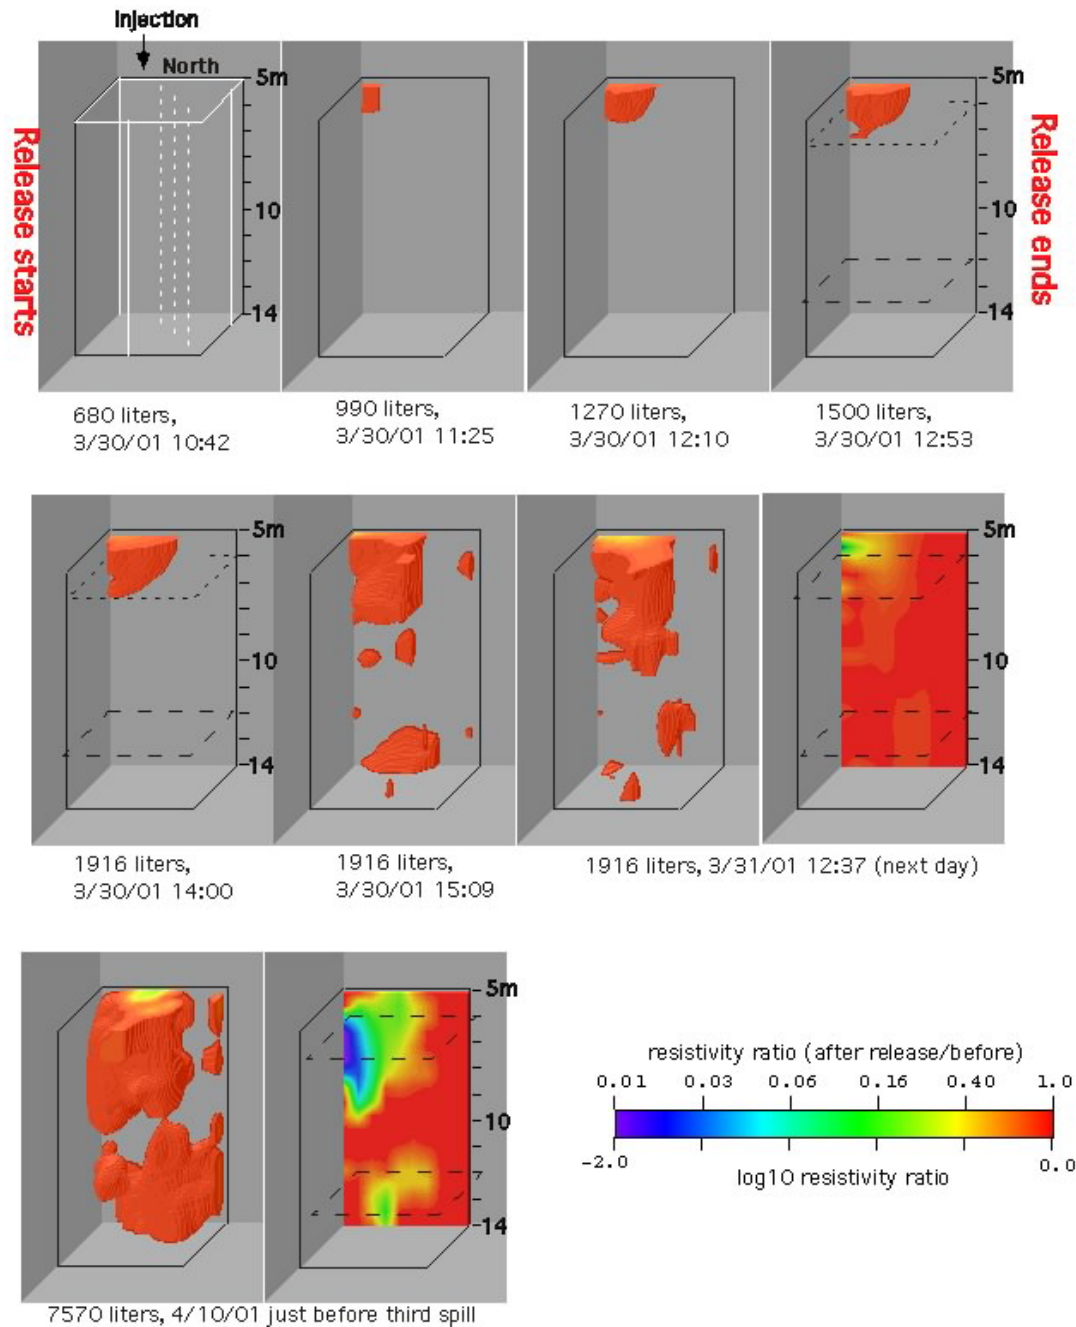 Injection
North
5m
10
14
Release starts
5m
10
14
Release ends
680 liters,
3/30/01 10:42
990 liters,
3/30/01 11:25
1270 liters,
3/30/01 12:10
1500 liters,
3/30/01 12:53
5m
10
14
5m
10
14
1916 liters,
3/30/01 14:00
1916 liters,
3/30/01 15:09
1916 liters, 3/31/01 12:37 (next day)
5m
10
14
7570 liters, 4/10/01 just before third spill
resistivity ratio (after release/before)
0.01 0.03 0.06 0.16 0.40 1.0
-2.0 0.0
log10 resistivity ratio